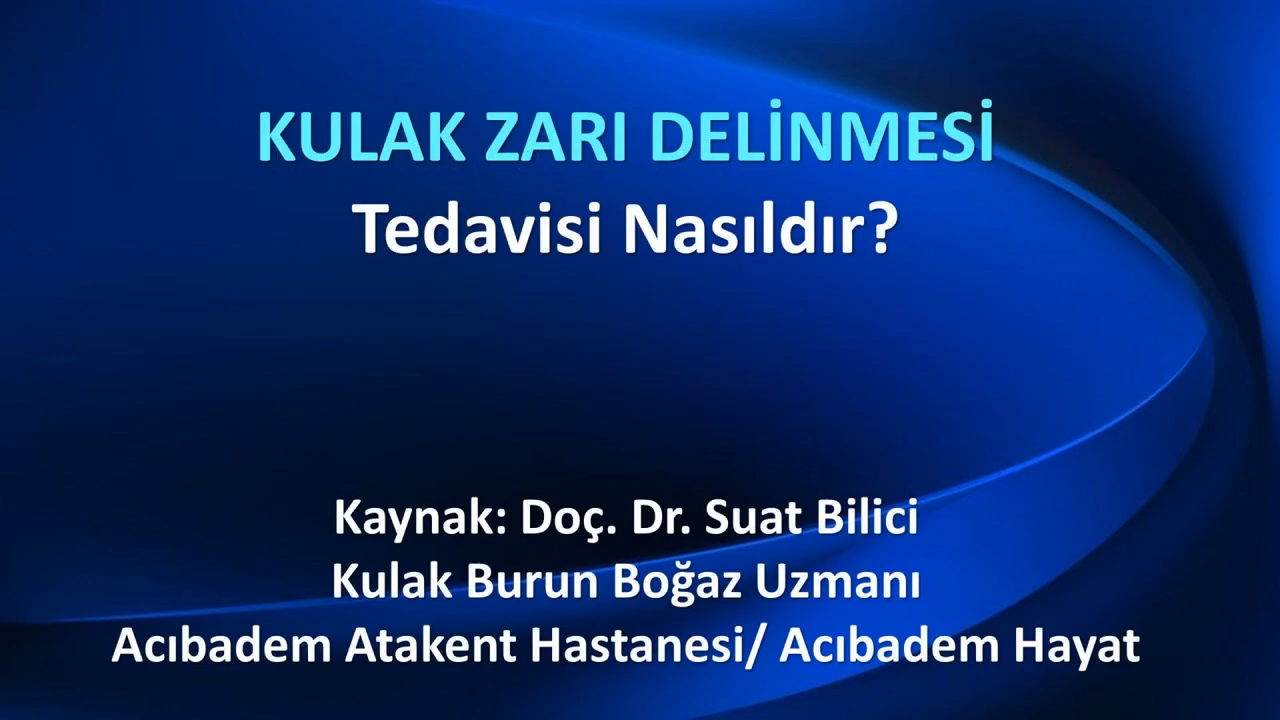 KULAK ZARI DELİNMESİ
Tedavisi Nasıldır?
Kaynak: Doç. Dr. Suat Bilici
Kulak Burun Boğaz Uzmanı
Acıbadem Atakent Hastanesi/ Acıbadem Hayat